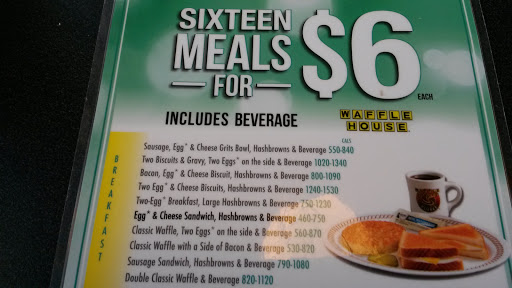 SIXTEEN
MEALS
— FOR —
$6
EACH
INCLUDES BEVERAGE
WAFFLE
HOUSE
CALS
BREAKFAST
Sausage, Egg* & Cheese Grits Bowl, Hashbrowns & Beverage 550-840
Two Biscuits & Gravy, Two Eggs* on the side & Beverage 1020-1340
Bacon, Egg* & Cheese Biscuit, Hashbrowns & Beverage 800-1090
Two Egg* & Cheese Biscuits, Hashbrowns & Beverage 1240-1530
Two-Egg* Breakfast, Large Hashbrowns & Beverage 750-1230
Egg* & Cheese Sandwich, Hashbrowns & Beverage 460-750
Classic Waffle, Two Eggs* on the side & Beverage 560-870
Classic Waffle with a Side of Bacon & Beverage 530-820
Sausage Sandwich, Hashbrowns & Beverage 790-1080
Double Classic Waffle & Beverage 820-1120